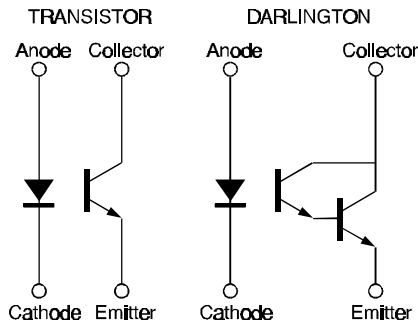 TRANSISTOR DARLINGTON
Anode Collector Anode Collector
Cathode Emitter Cathode Emitter